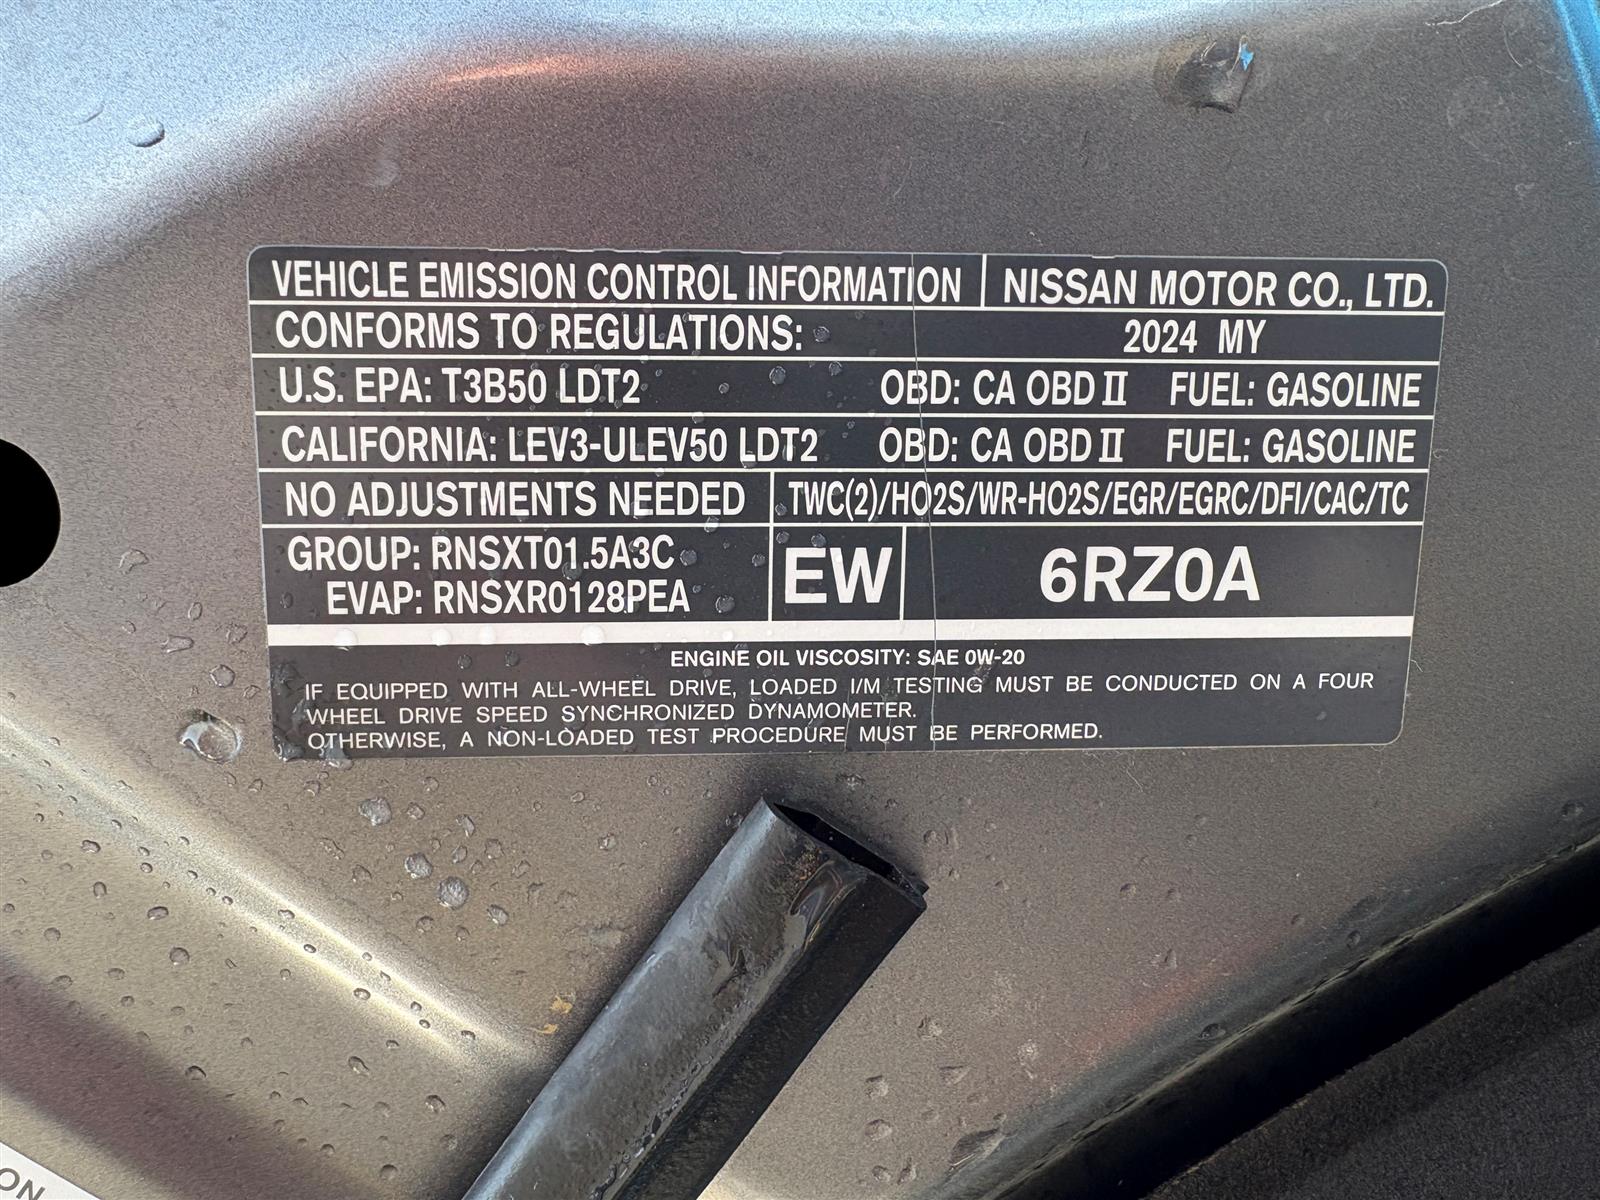 VEHICLE EMISSION CONTROL INFORMATION NISSAN MOTOR CO., LTD.
CONFORMS TO REGULATIONS: 2024 MY
U.S. EPA: T3B50 LDT2 OBD: CA OBD II FUEL: GASOLINE
CALIFORNIA: LEV3-ULEV50 LDT2 OBD: CA OBD II FUEL: GASOLINE
NO ADJUSTMENTS NEEDED TWC(2)/HO2S/WR-HO2S/EGR/EGRC/DFI/CAC/TC
GROUP: RNSXT01.5A3C
EVAP: RNSXR0128PEA
EW 6RZ0A
ENGINE OIL VISCOSITY: SAE 0W-20
IF EQUIPPED WITH ALL-WHEEL DRIVE, LOADED I/M TESTING MUST BE CONDUCTED ON A FOUR
WHEEL DRIVE SPEED SYNCHRONIZED DYNAMOMETER.
OTHERWISE, A NON-LOADED TEST PROCEDURE MUST BE PERFORMED.